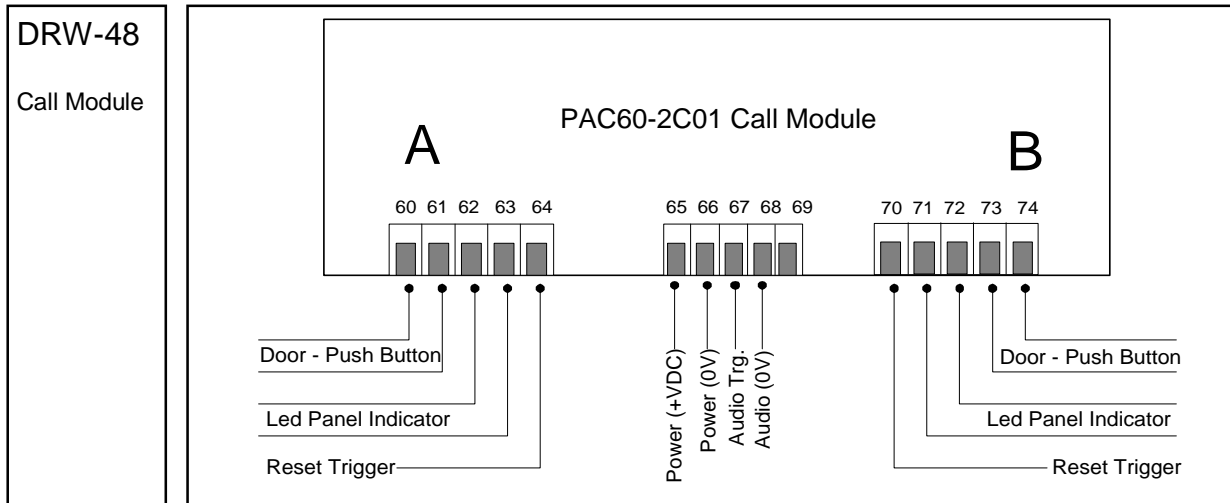 DRW-48
Call Module
PAC60-2C01 Call Module
A
B
60 61 62 63 64
65 66 67 68 69
70 71 72 73 74
Door - Push Button
Led Panel Indicator
Reset Trigger
Power (+VDC)
Power (0V)
Audio Trg.
Audio (0V)
Door - Push Button
Led Panel Indicator
Reset Trigger